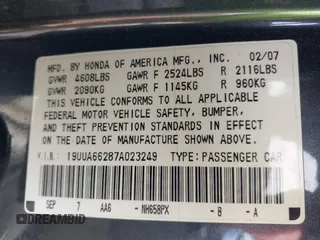 MFD. BY HONDA OF AMERICA MFG., INC. 02/07
GVWR 4608LBS GAWR F 2524LBS R 2116LBS
GVWR 2090KG GAWR F 1145KG R 960KG
THIS VEHICLE CONFORMS TO ALL APPLICABLE
FEDERAL MOTOR VEHICLE SAFETY, BUMPER,
AND THEFT PREVENTION STANDARDS IN EFFECT
ON THE DATE OF MANUFACTURE SHOWN ABOVE.
V.I.N.: 19UUA66287A023249 TYPE: PASSENGER CAR
SEP 7 AA6 - NH658PX - B - A
DREAMBID